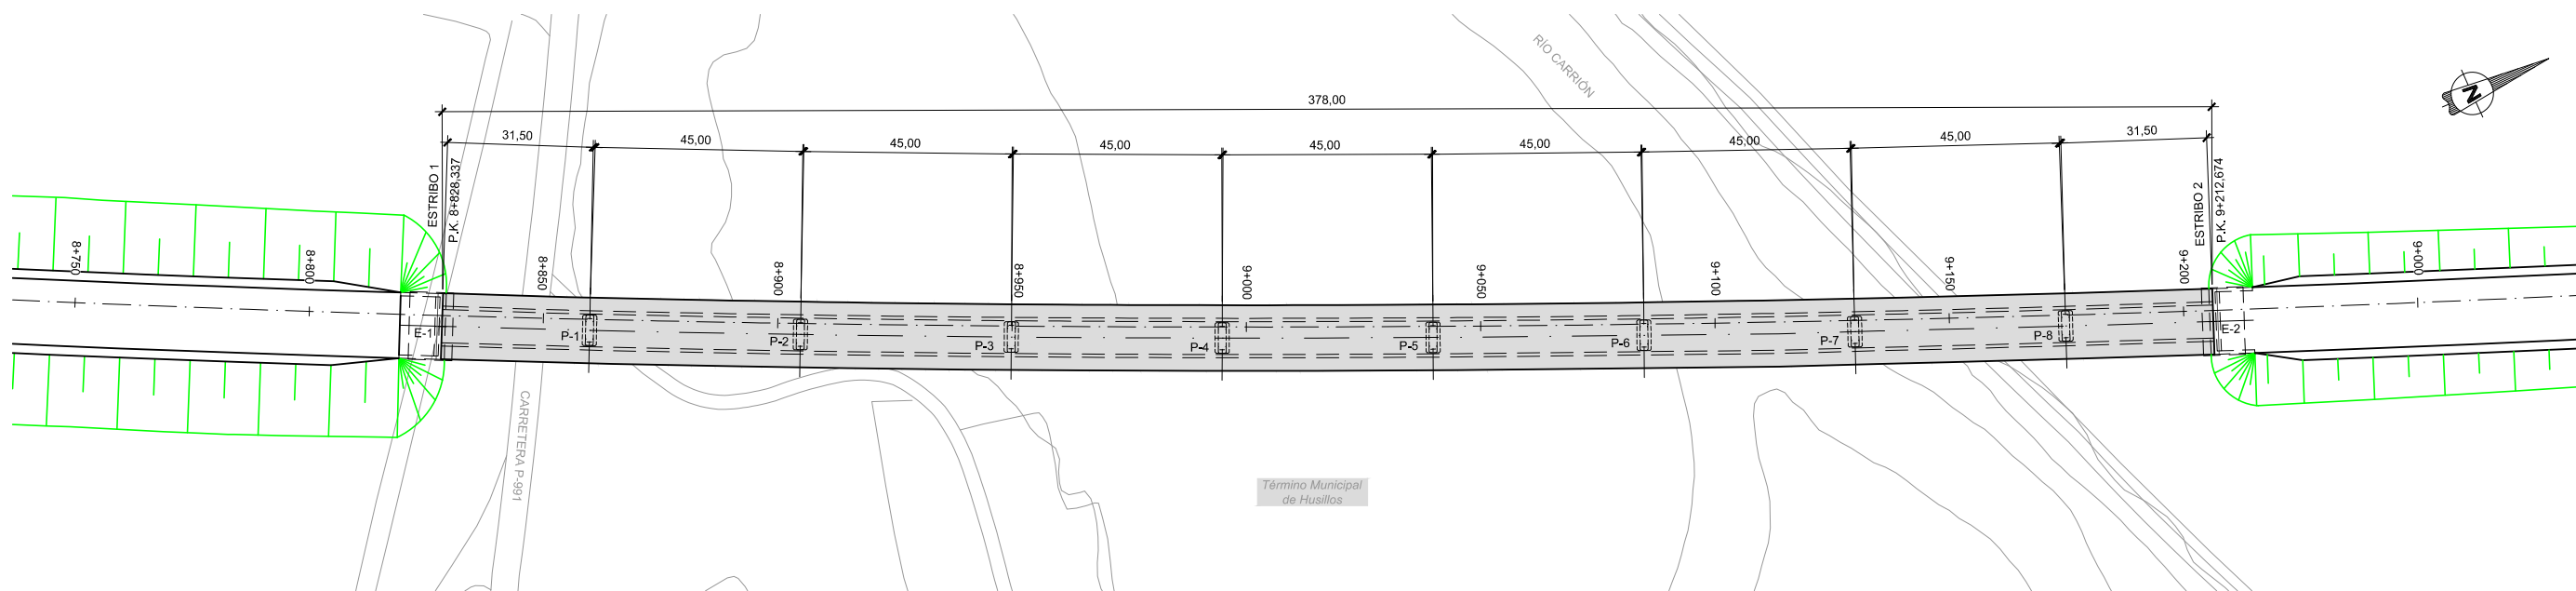 RÍO CARRIÓN
N
378,00
31,50
45,00
45,00
45,00
45,00
45,00
45,00
45,00
31,50
ESTRIBO 1
P.K. 8+828,337
ESTRIBO 2
P.K. 9+212,674
8+750
8+800
8+850
8+900
8+950
9+000
9+050
9+100
9+150
9+200
9+000
E-1
P-1
P-2
P-3
P-4
P-5
P-6
P-7
P-8
E-2
CARRETERA P-991
Término Municipal
de Husillos